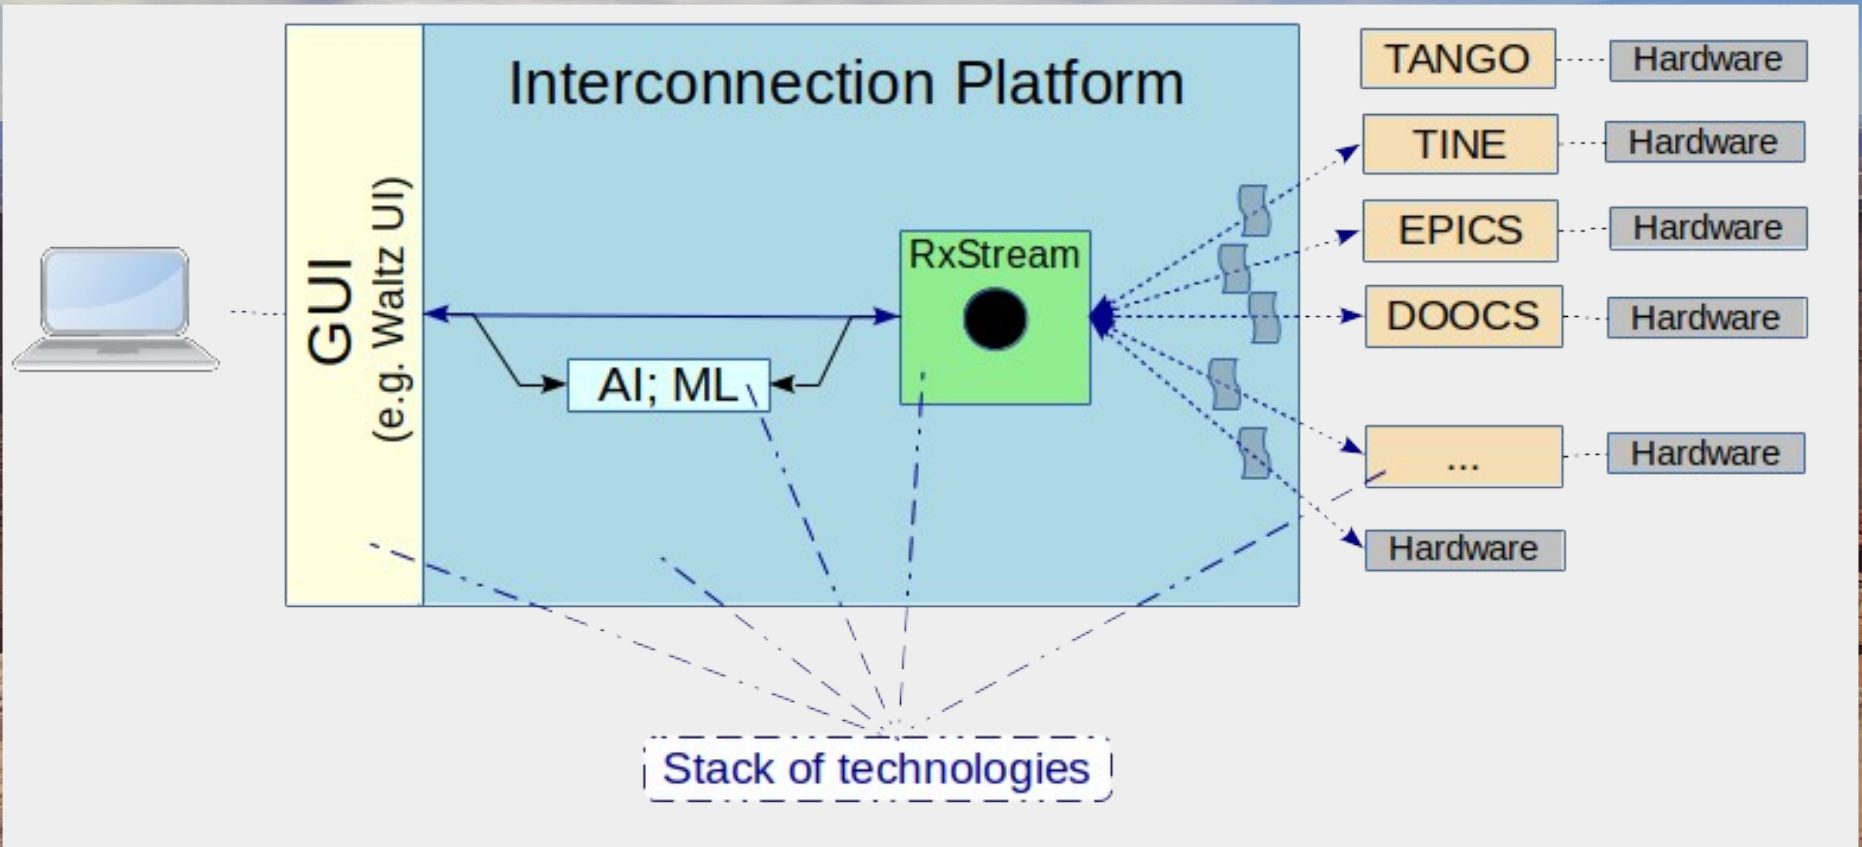 Interconnection Platform
GUI
(e.g. Waltz UI)
RxStream
AI; ML
TANGO
Hardware
TINE
Hardware
EPICS
Hardware
DOOCS
Hardware
...
Hardware
Hardware
Stack of technologies